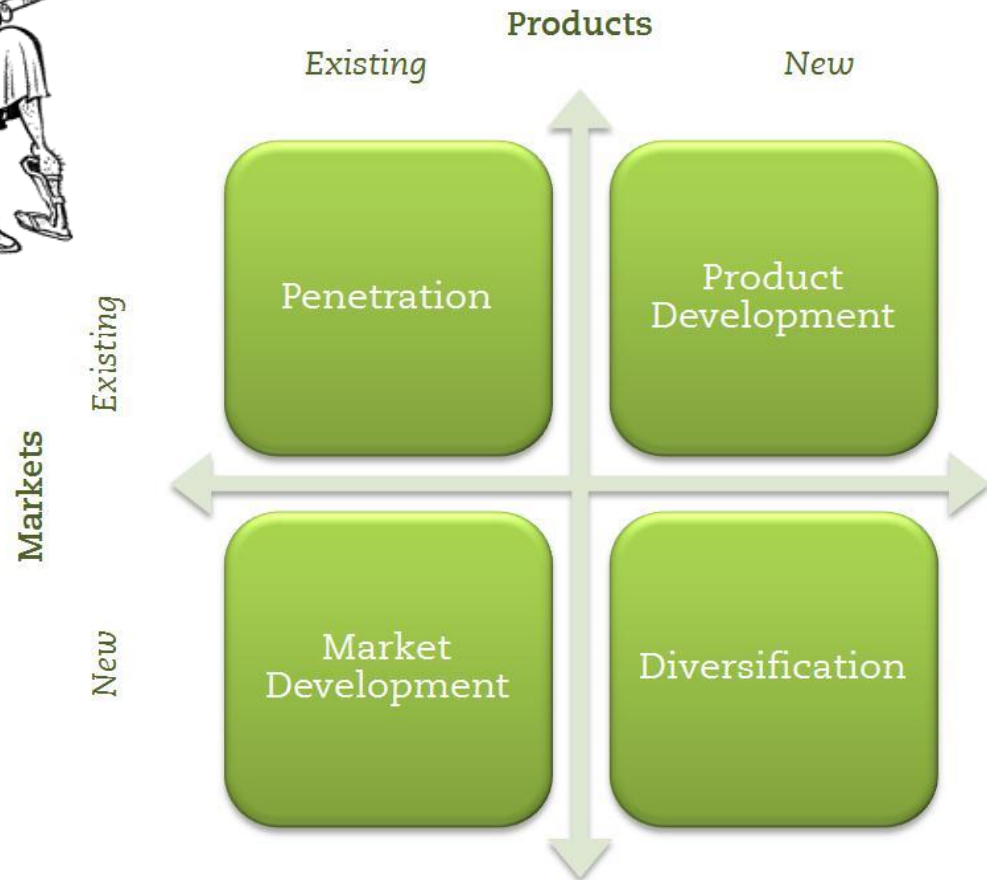 Products
Existing
New
Penetration
Product
Development
Existing
Markets
New
Market
Development
Diversification